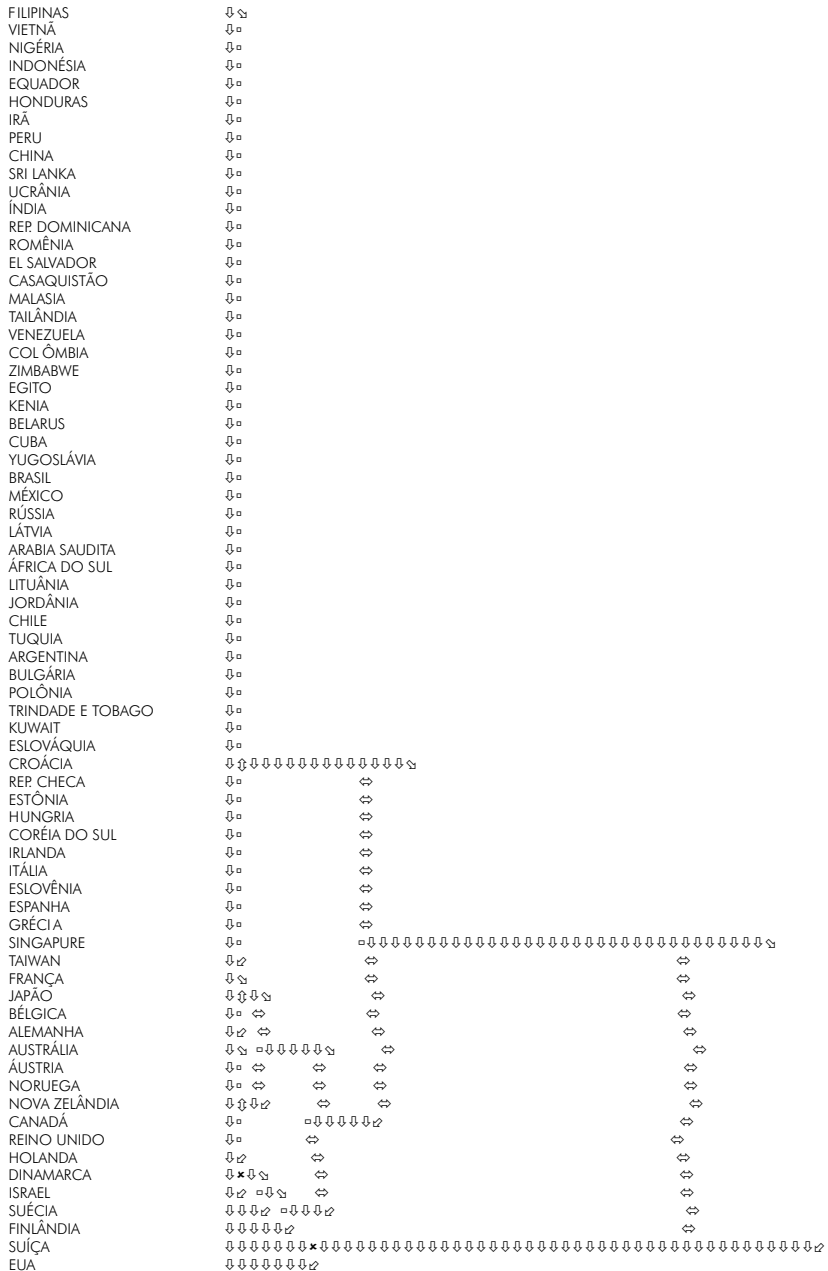 FILIPINAS
VIETNÃ
NIGÉRIA
INDONÉSIA
EQUADOR
HONDURAS
IRÃ
PERU
CHINA
SRI LANKA
UCRÂNIA
ÍNDIA
REP. DOMINICANA
ROMÊNIA
EL SALVADOR
CASAQUISTÃO
MALASIA
TAILÂNDIA
VENEZUELA
COL ÔMBIA
ZIMBABWE
EGITO
KENIA
BELARUS
CUBA
YUGOSLÁVIA
BRASIL
MÉXICO
RÚSSIA
LÁTVIA
ARABIA SAUDITA
ÁFRICA DO SUL
LITUÂNIA
JORDÂNIA
CHILE
TUQUIA
ARGENTINA
BULGÁRIA
POLÔNIA
TRINDADE E TOBAGO
KUWAIT
ESLOVÁQUIA
CROÁCIA
REP. CHECA
ESTÔNIA
HUNGRIA
CORÉIA DO SUL
IRLANDA
ITÁLIA
ESLOVÊNIA
ESPANHA
GRÉCIA
SINGAPURE
TAIWAN
FRANÇA
JAPÃO
BÉLGICA
ALEMANHA
AUSTRÁLIA
ÁUSTRIA
NORUEGA
NOVA ZELÂNDIA
CANADÁ
REINO UNIDO
HOLANDA
DINAMARCA
ISRAEL
SUÉCIA
FINLÂNDIA
SUÍÇA
EUA